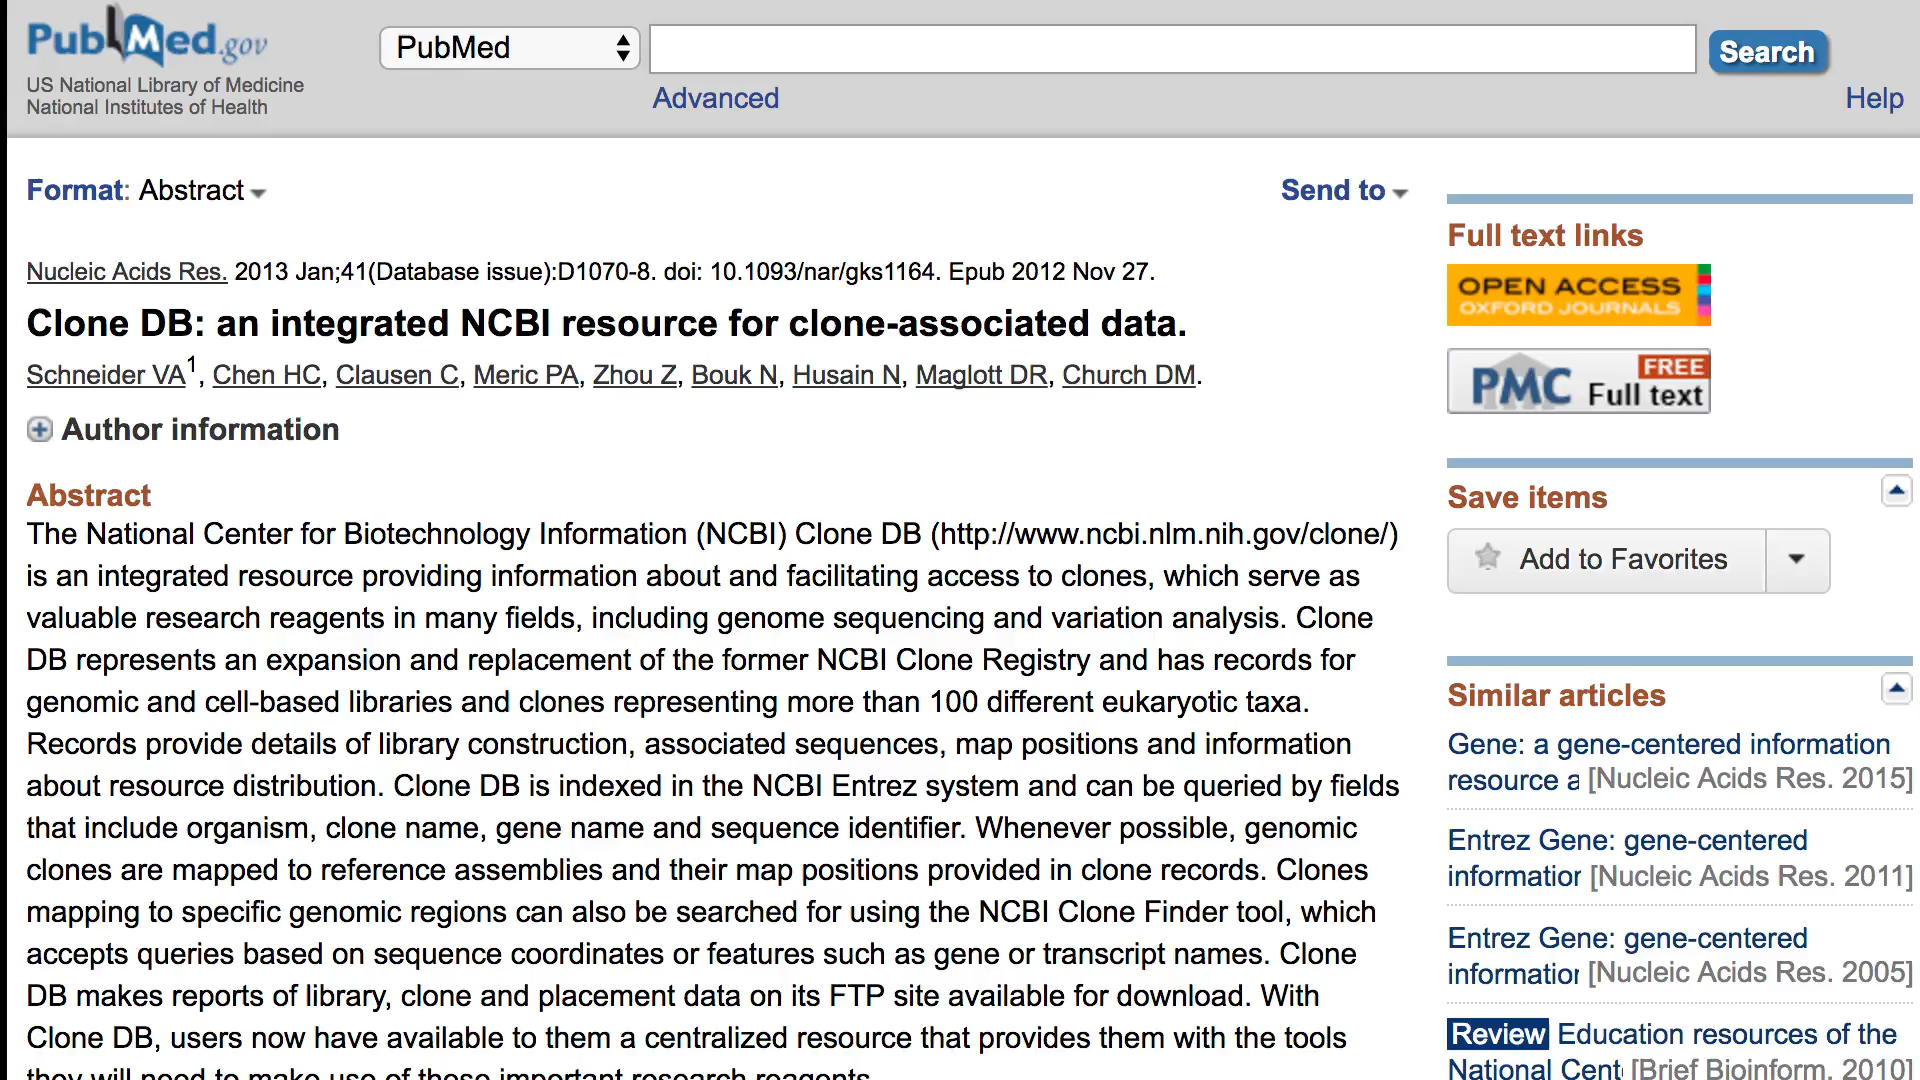 PubMed.gov
US National Library of Medicine
National Institutes of Health
PubMed
Search
Advanced
Help
Format: Abstract
Send to
Nucleic Acids Res. 2013 Jan;41(Database issue):D1070-8. doi: 10.1093/nar/gks1164. Epub 2012 Nov 27.
Clone DB: an integrated NCBI resource for clone-associated data.
Schneider VA1, Chen HC, Clausen C, Meric PA, Zhou Z, Bouk N, Husain N, Maglott DR, Church DM.
Author information
Abstract
The National Center for Biotechnology Information (NCBI) Clone DB (http://www.ncbi.nlm.nih.gov/clone/)
is an integrated resource providing information about and facilitating access to clones, which serve as
valuable research reagents in many fields, including genome sequencing and variation analysis. Clone
DB represents an expansion and replacement of the former NCBI Clone Registry and has records for
genomic and cell-based libraries and clones representing more than 100 different eukaryotic taxa.
Records provide details of library construction, associated sequences, map positions and information
about resource distribution. Clone DB is indexed in the NCBI Entrez system and can be queried by fields
that include organism, clone name, gene name and sequence identifier. Whenever possible, genomic
clones are mapped to reference assemblies and their map positions provided in clone records. Clones
mapping to specific genomic regions can also be searched for using the NCBI Clone Finder tool, which
accepts queries based on sequence coordinates or features such as gene or transcript names. Clone
DB makes reports of library, clone and placement data on its FTP site available for download. With
Clone DB, users now have available to them a centralized resource that provides them with the tools
they will need to make use of these important research reagents.
Full text links
OPEN ACCESS
OXFORD JOURNALS
PMC FREE Full text
Save items
Add to Favorites
Similar articles
Gene: a gene-centered information
resource a [Nucleic Acids Res. 2015]
Entrez Gene: gene-centered
information [Nucleic Acids Res. 2011]
Entrez Gene: gene-centered
information [Nucleic Acids Res. 2005]
Review Education resources of the
National Cent [Brief Bioinform. 2010]